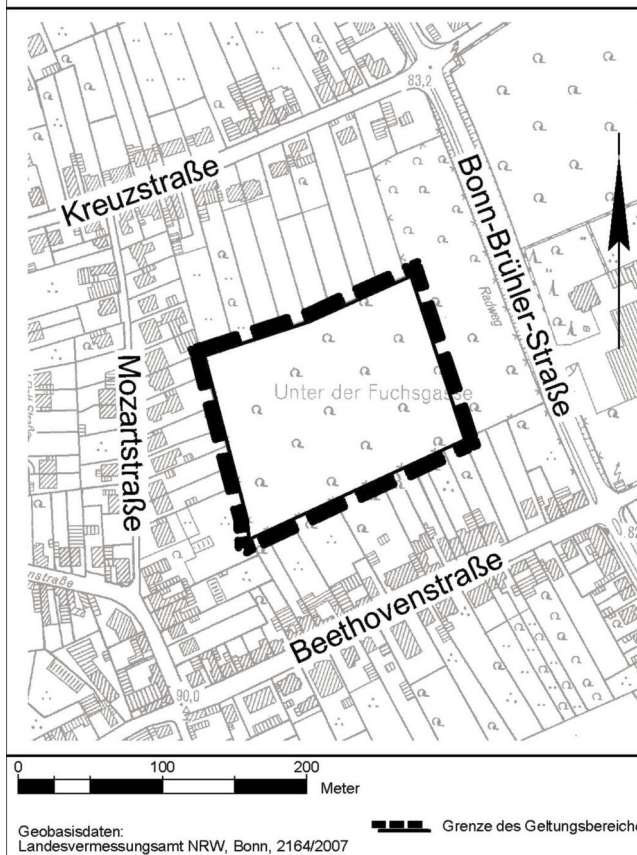 83,2
Kreuzstraße
Bonn-Brühler-Straße
Radweg
Unter der Fuchsgasse
Mozartstraße
Beethovenstraße
90,0
0 100 200
Meter
Geobasisdaten:
Landesvermessungsamt NRW, Bonn, 2164/2007
Grenze des Geltungsbereiche